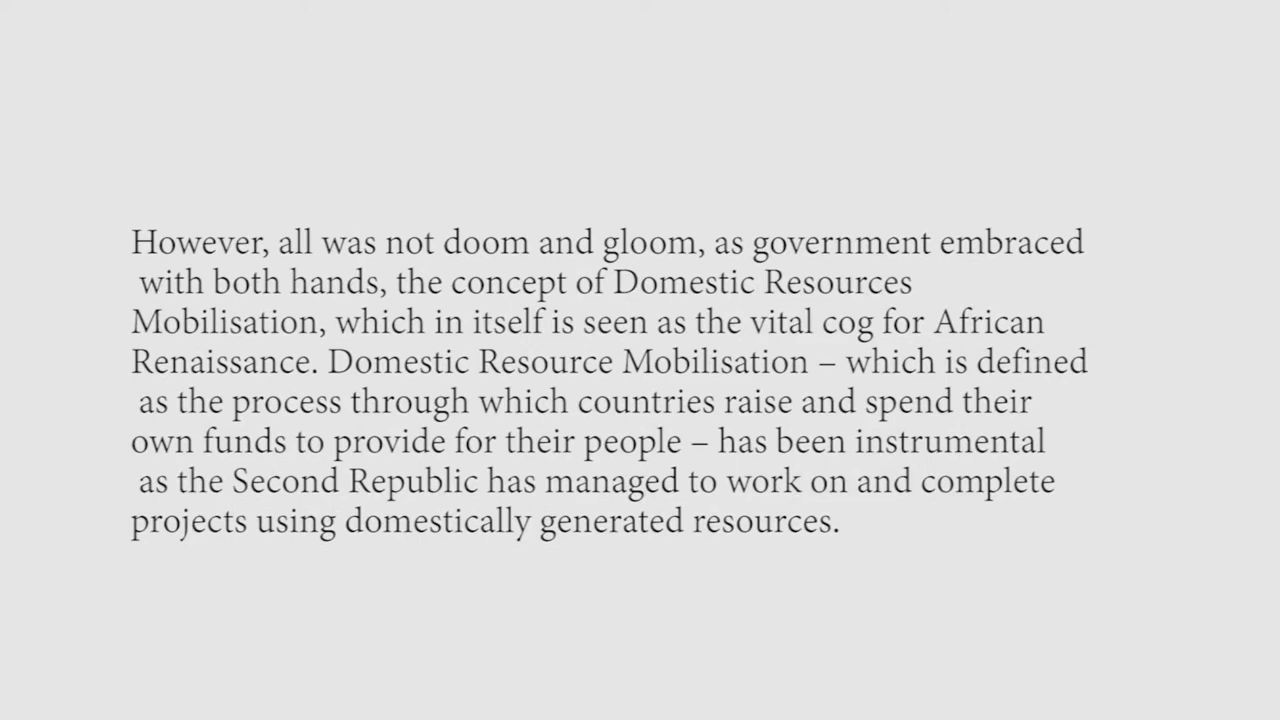 However, all was not doom and gloom, as government embraced
with both hands, the concept of Domestic Resources
Mobilisation, which in itself is seen as the vital cog for African
Renaissance. Domestic Resource Mobilisation – which is defined
as the process through which countries raise and spend their
own funds to provide for their people – has been instrumental
as the Second Republic has managed to work on and complete
projects using domestically generated resources.